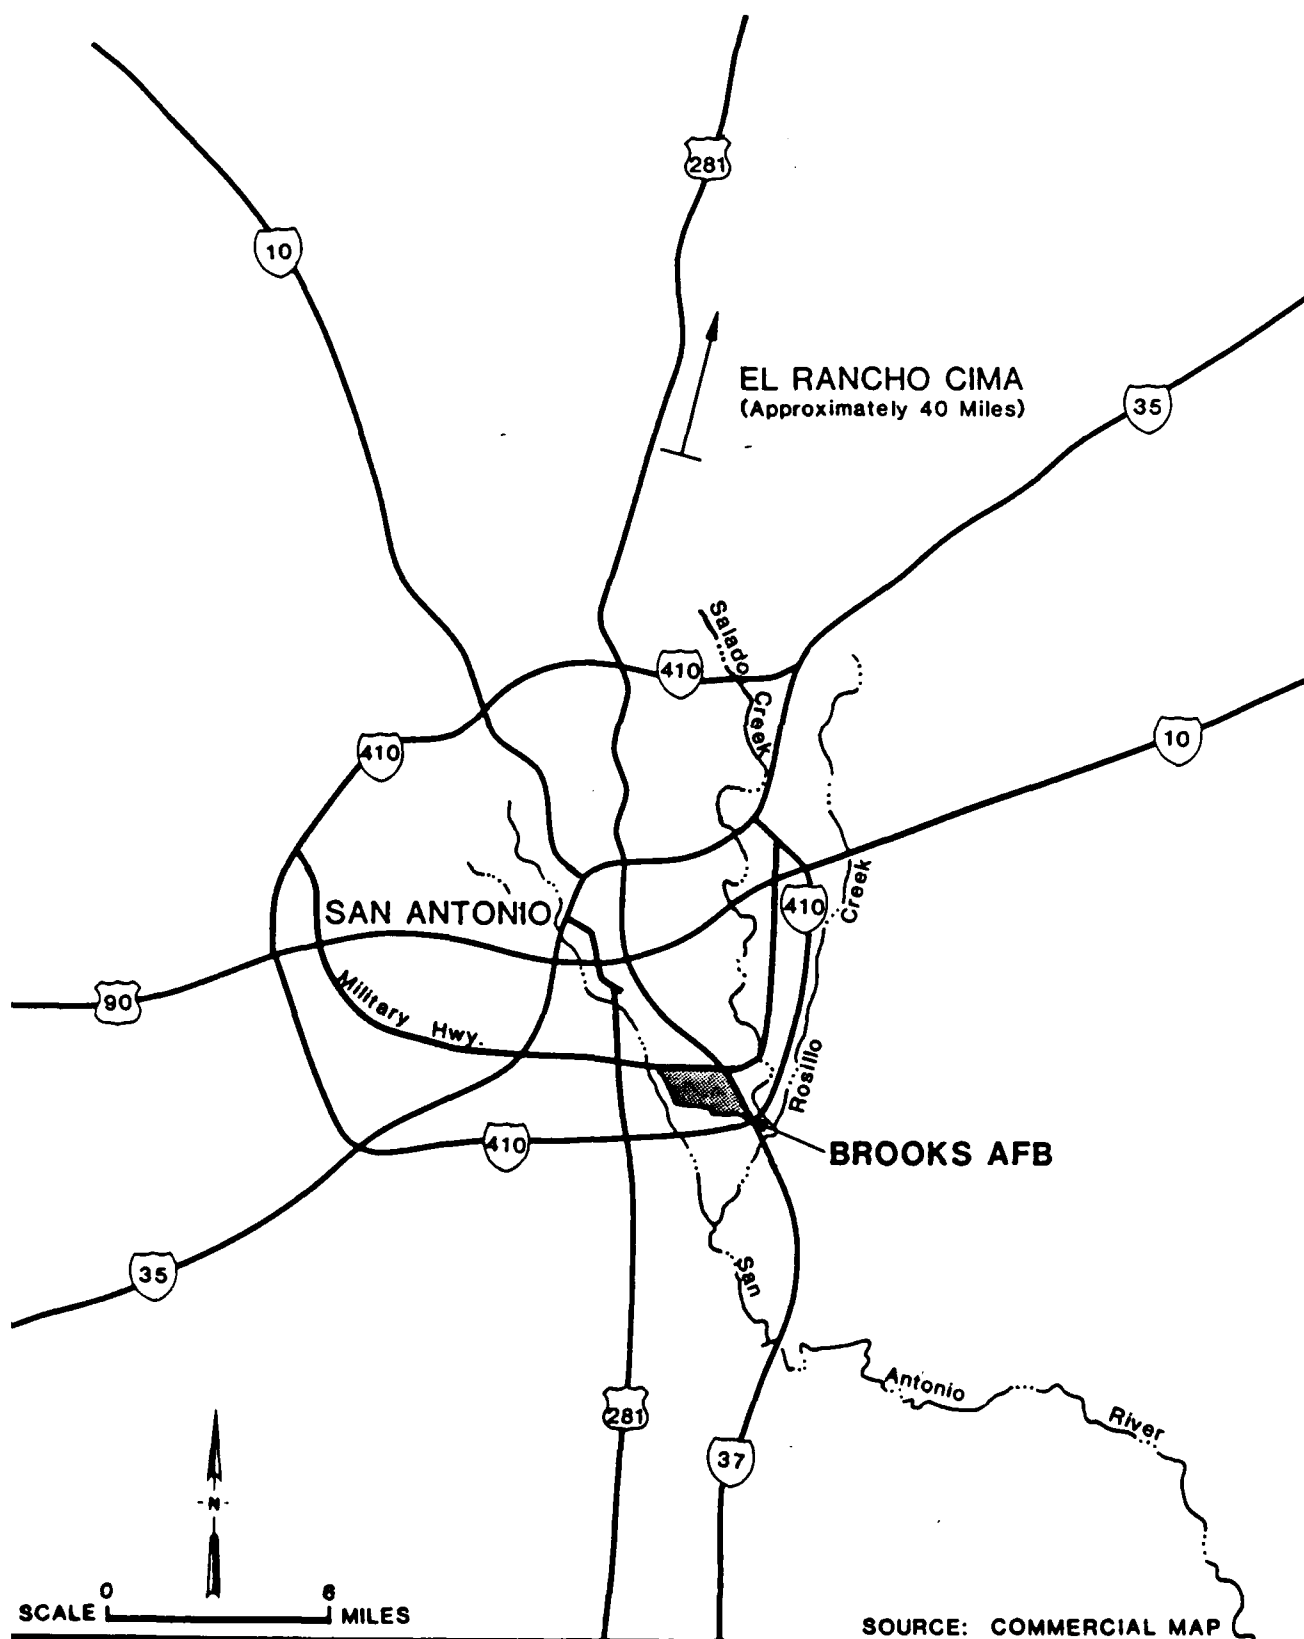 281
10
EL RANCHO CIMA
(Approximately 40 Miles)
35
Salado Creek
410
410
10
SAN ANTONIO
410
Creek
90
Military Hwy.
Rosillo
410
BROOKS AFB
35
San
Antonio
River
281
37
-N-
0 6
SCALE MILES
SOURCE: COMMERCIAL MAP